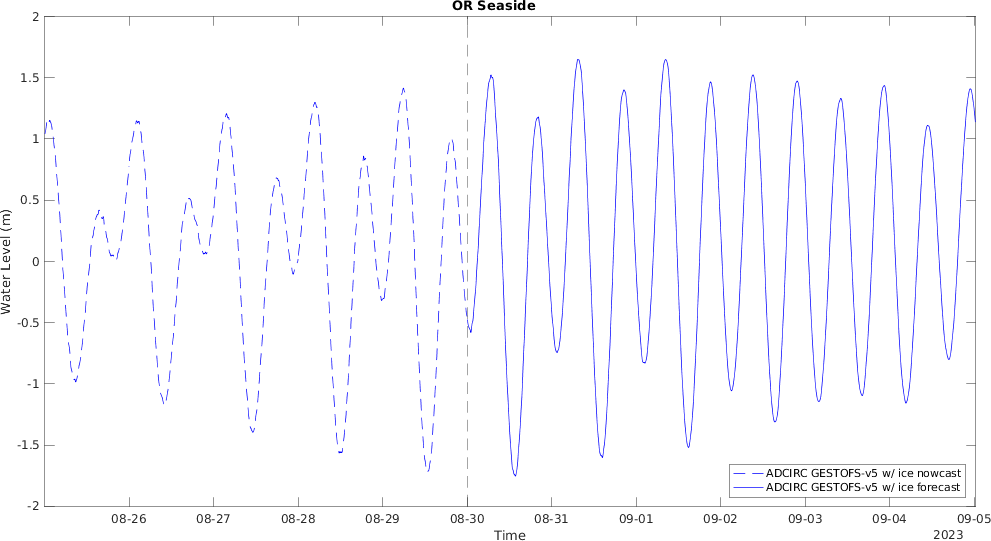 OR Seaside
2
1.5
1
0.5
0
-0.5
-1
-1.5
-2
Water Level (m)
08-26 08-27 08-28 08-29 08-30 08-31 09-01 09-02 09-03 09-04 09-05
Time
2023
ADCIRC GESTOFS-v5 w/ ice nowcast
ADCIRC GESTOFS-v5 w/ ice forecast